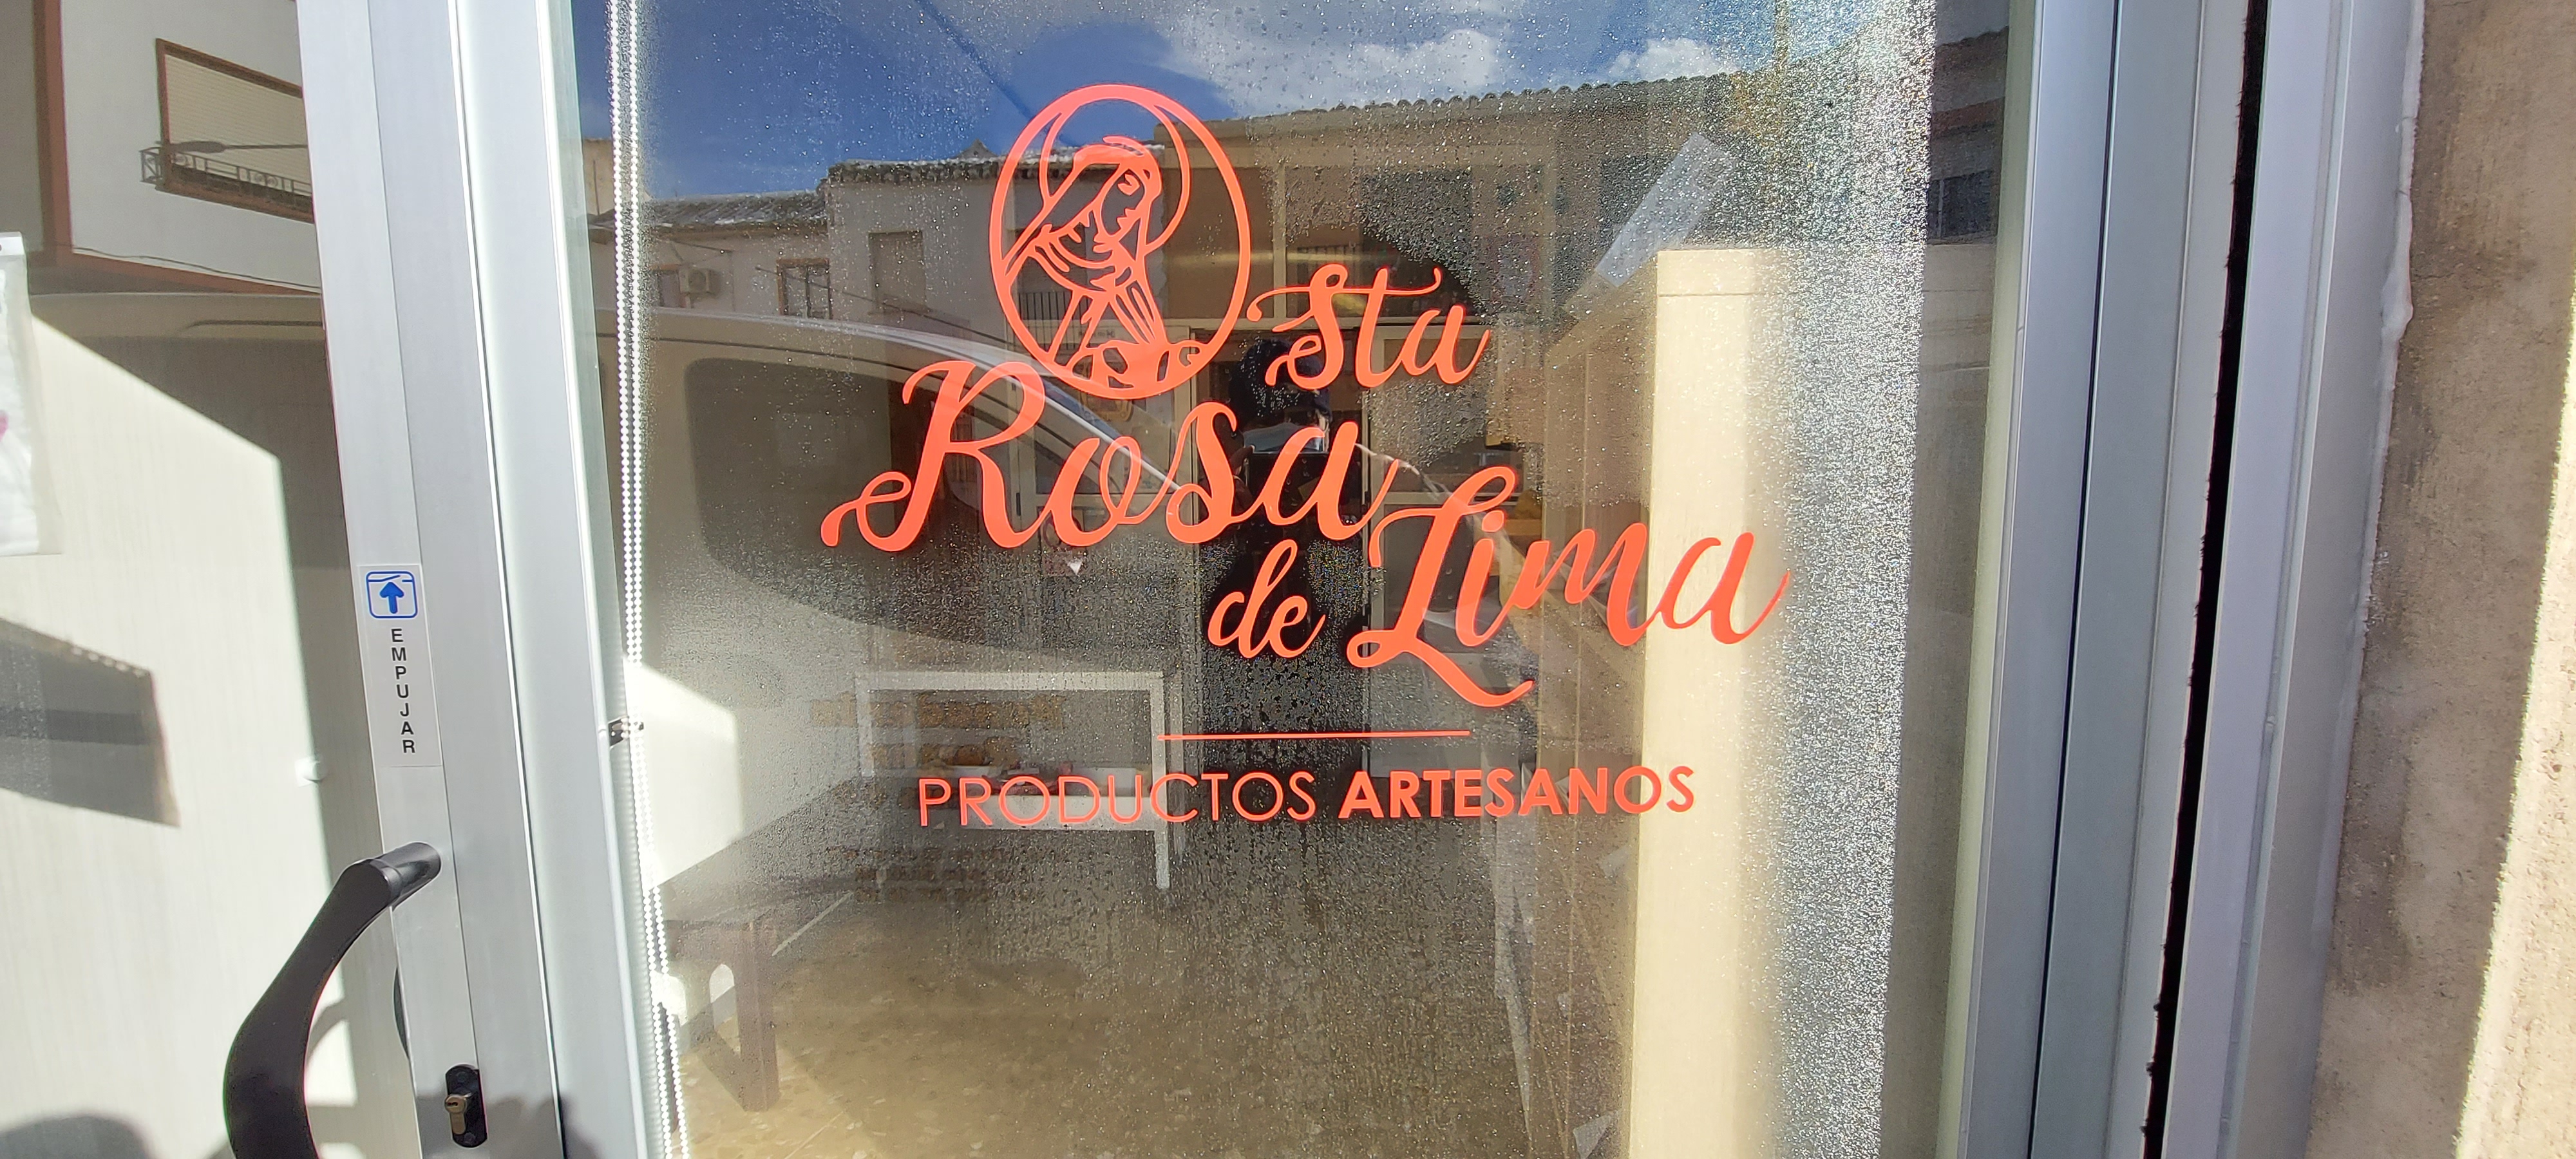 Sta
Rosa
de Lima
PRODUCTOS ARTESANOS
EMPUJAR